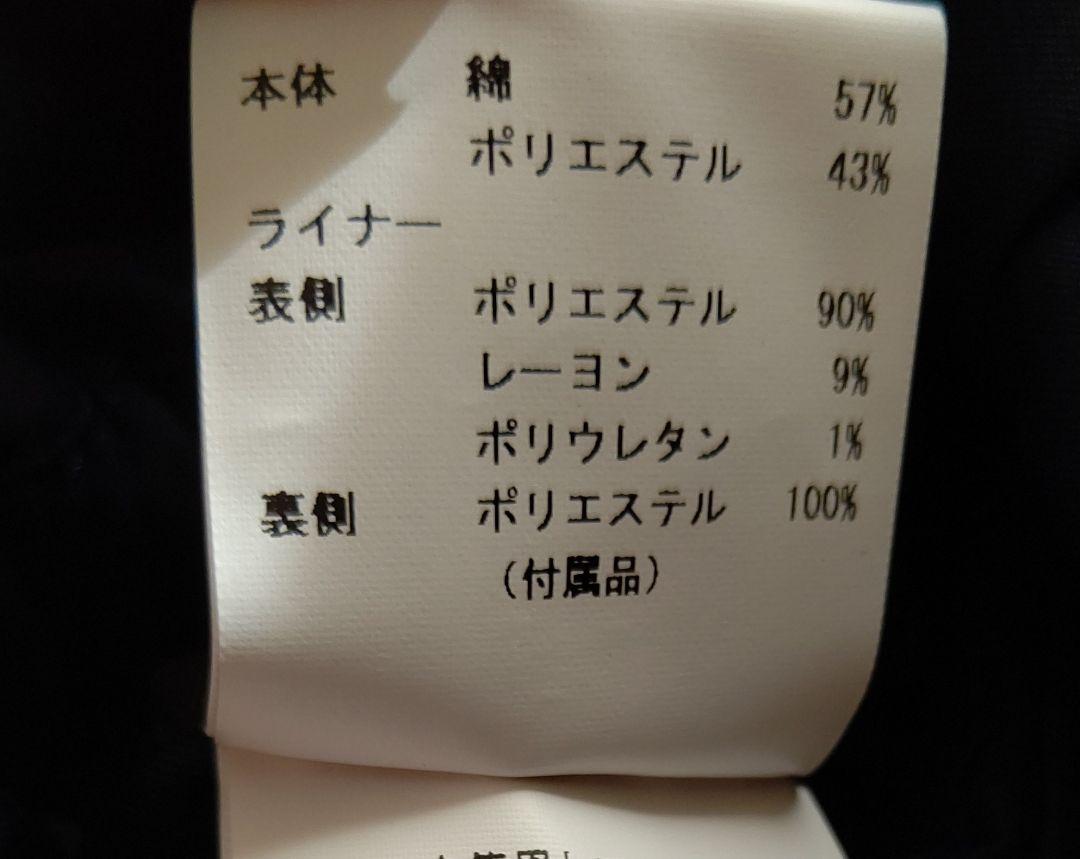 本体 綿 57%
ポリエステル 43%
ライナー
表側 ポリエステル 90%
レーヨン 9%
ポリウレタン 1%
裏側 ポリエステル 100%
(付属品)